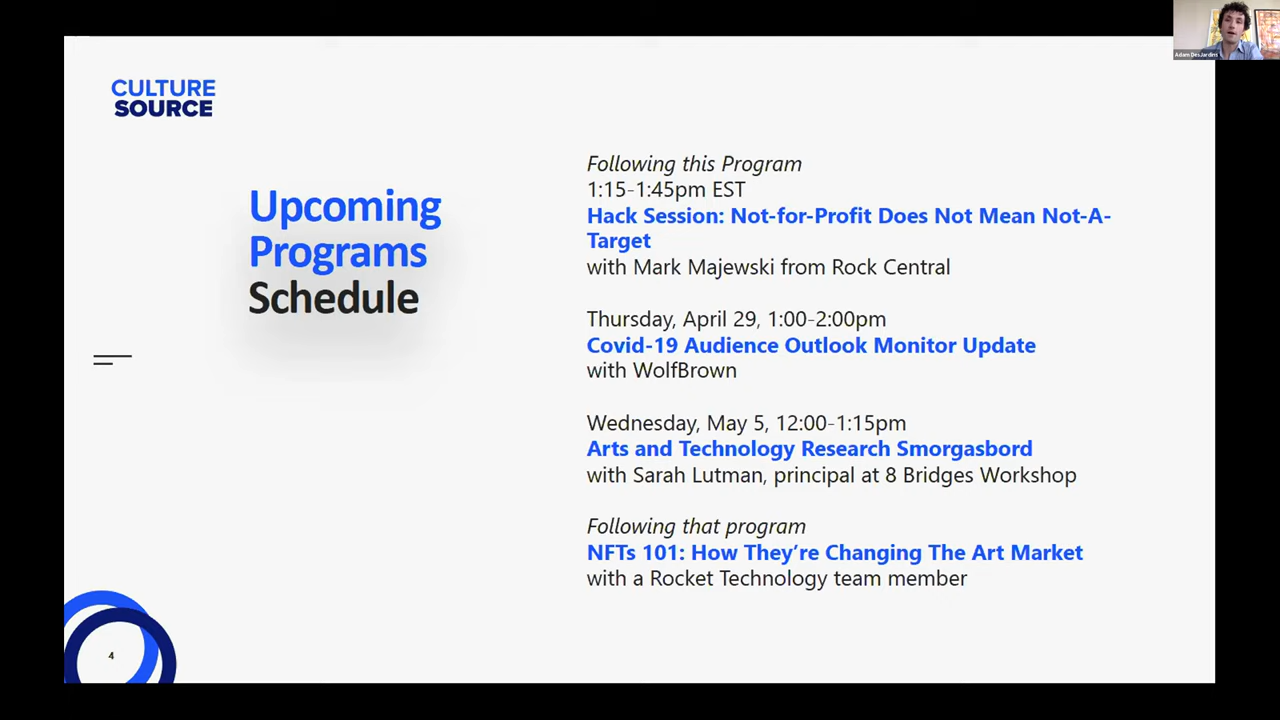 Adam DesJardins
CULTURE
SOURCE
Upcoming
Programs
Schedule
Following this Program
1:15-1:45pm EST
Hack Session: Not-for-Profit Does Not Mean Not-A-
Target
with Mark Majewski from Rock Central
Thursday, April 29, 1:00-2:00pm
Covid-19 Audience Outlook Monitor Update
with WolfBrown
Wednesday, May 5, 12:00-1:15pm
Arts and Technology Research Smorgasbord
with Sarah Lutman, principal at 8 Bridges Workshop
Following that program
NFTs 101: How They’re Changing The Art Market
with a Rocket Technology team member
4